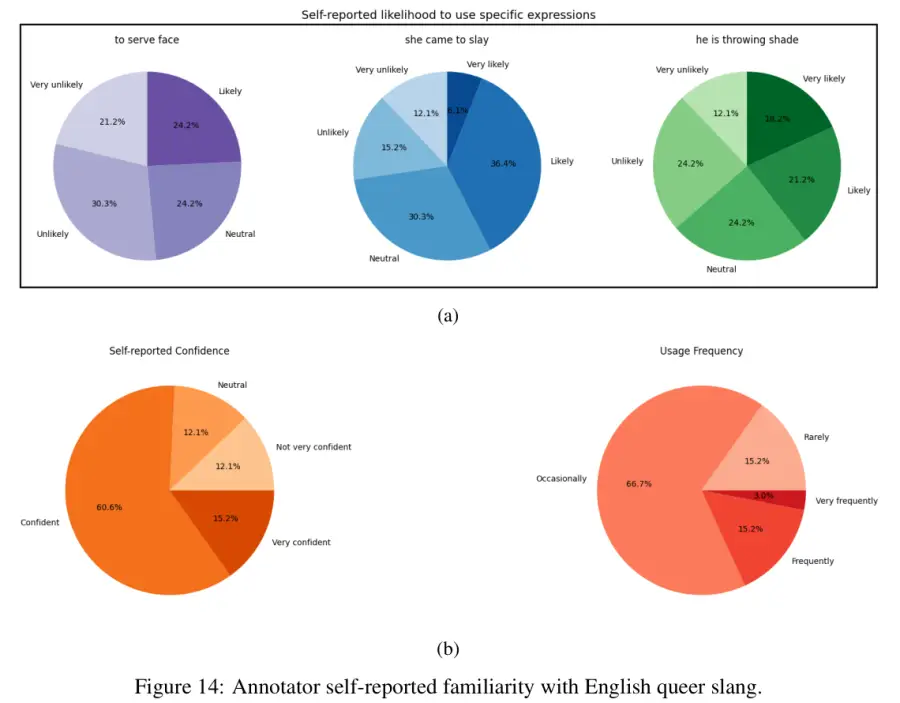 Self-reported likelihood to use specific expressions
to serve face
Very unlikely
Likely
21.2%
24.2%
30.3%
24.2%
Unlikely
Neutral
she came to slay
Very unlikely
Very likely
12.1%
6.1%
Unlikely
15.2%
36.4%
Likely
30.3%
Neutral
he is throwing shade
Very unlikely
Very likely
12.1%
18.2%
Unlikely
24.2%
21.2%
Likely
24.2%
Neutral
(a)
Self-reported Confidence
Neutral
12.1%
Not very confident
12.1%
60.6%
Confident
15.2%
Very confident
Usage Frequency
Rarely
15.2%
Occasionally
66.7%
3.0%
Very frequently
15.2%
Frequently
(b)
Figure 14: Annotator self-reported familiarity with English queer slang.